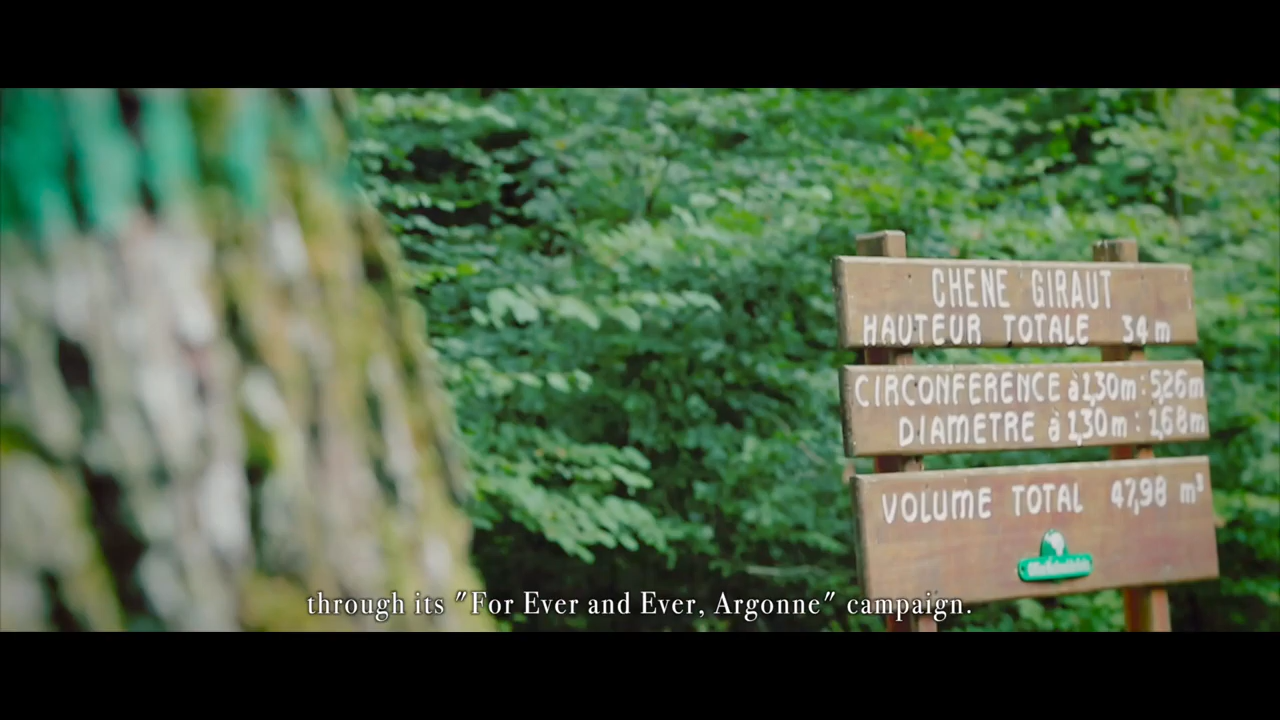 CHENE GIRAUT
HAUTEUR TOTALE 34 m
CIRCONFERENCE à 1,30m : 5,26m
DIAMETRE à 1,30m : 1,68m
VOLUME TOTAL 47,98 m³
through its "For Ever and Ever, Argonne" campaign.